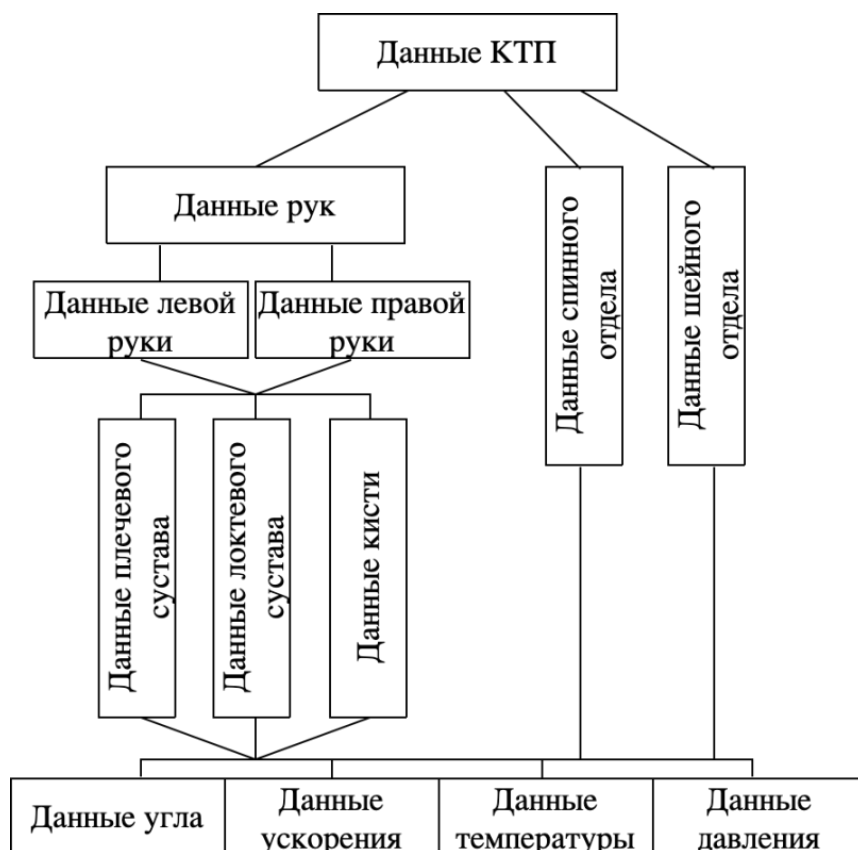 Данные КТП
Данные рук
Данные спинного
отдела
Данные шейного
отдела
Данные левой
руки
Данные правой
руки
Данные плечевого
сустава
Данные локтевого
сустава
Данные кисти
Данные угла
Данные
ускорения
Данные
температуры
Данные
давления